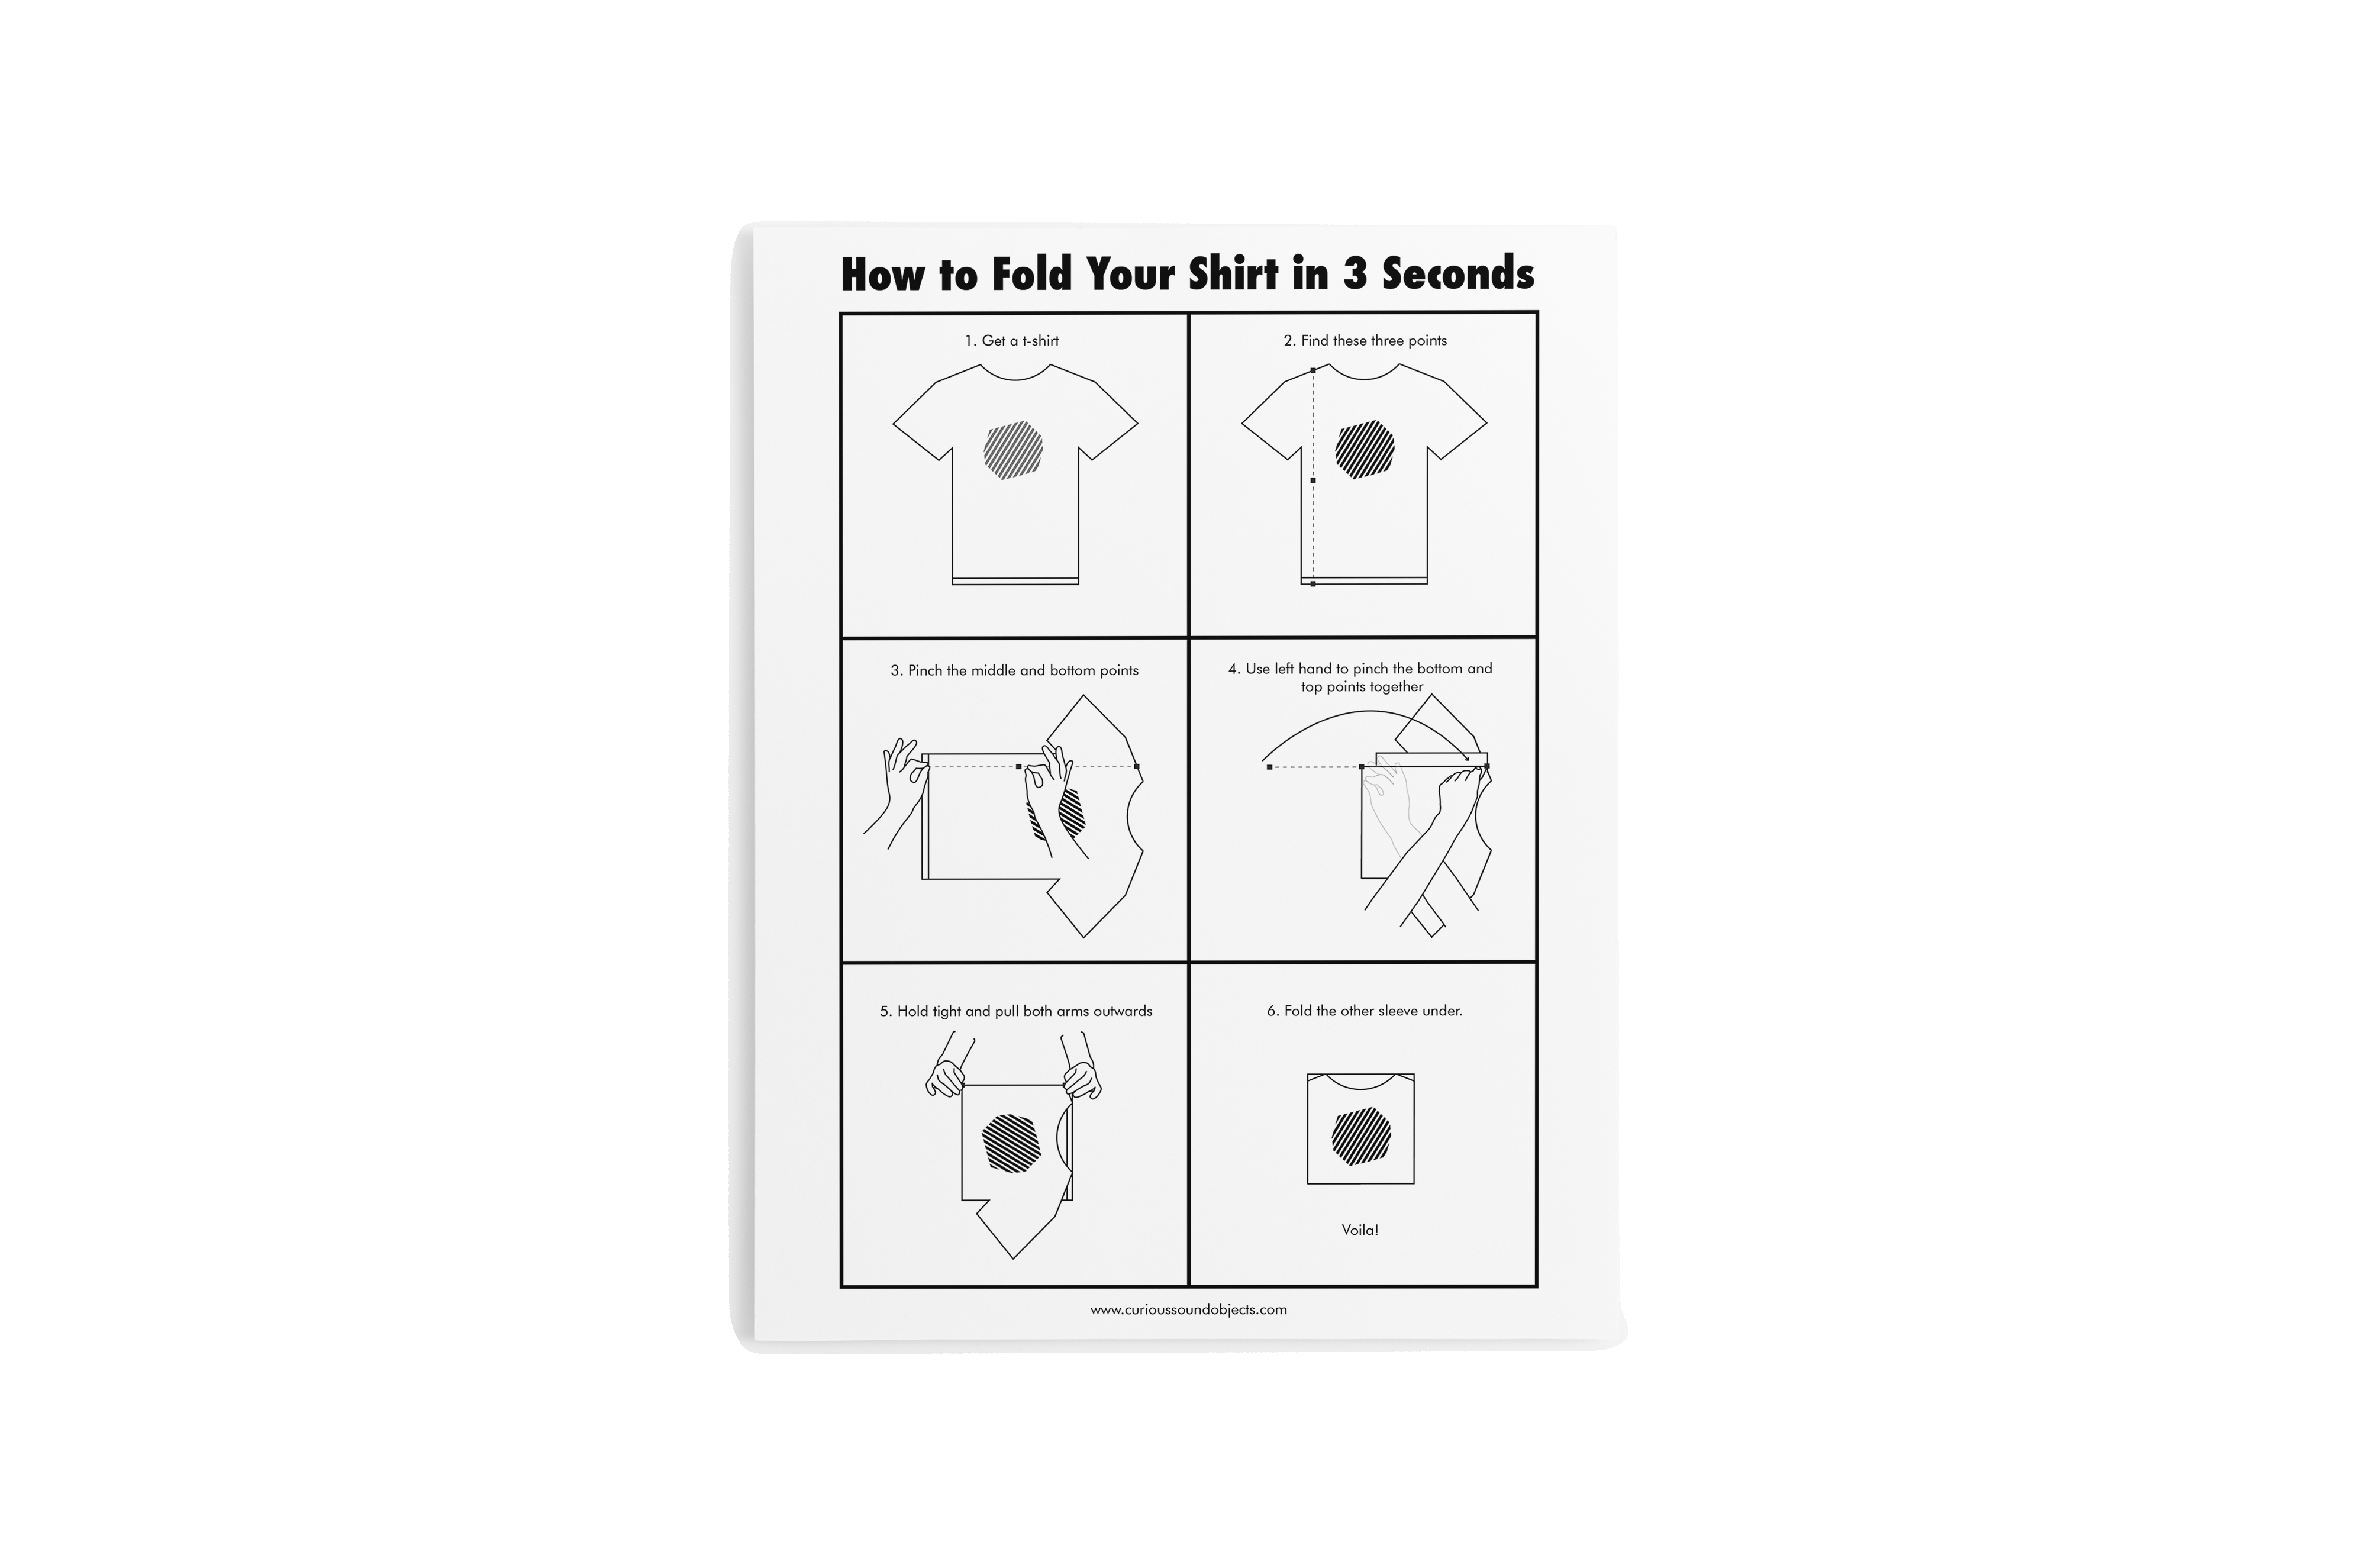 How to Fold Your Shirt in 3 Seconds
1. Get a t-shirt
2. Find these three points
3. Pinch the middle and bottom points
4. Use left hand to pinch the bottom and
top points together
5. Hold tight and pull both arms outwards
6. Fold the other sleeve under.
Voila!
www.curioussoundobjects.com